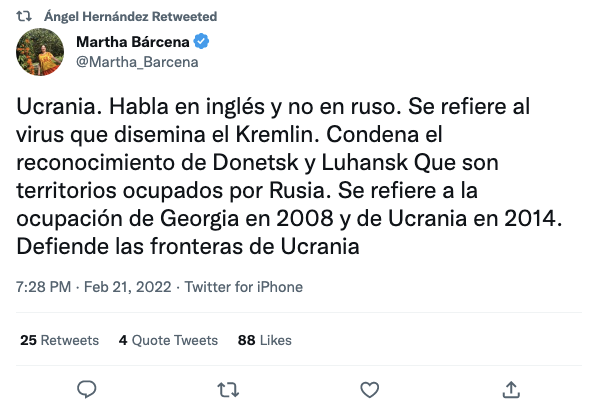 Ángel Hernández Retweeted
Martha Bárcena
@Martha_Barcena
Ucrania. Habla en inglés y no en ruso. Se refiere al
virus que disemina el Kremlin. Condena el
reconocimiento de Donetsk y Luhansk Que son
territorios ocupados por Rusia. Se refiere a la
ocupación de Georgia en 2008 y de Ucrania en 2014.
Defiende las fronteras de Ucrania
7:28 PM · Feb 21, 2022 · Twitter for iPhone
25 Retweets 4 Quote Tweets 88 Likes